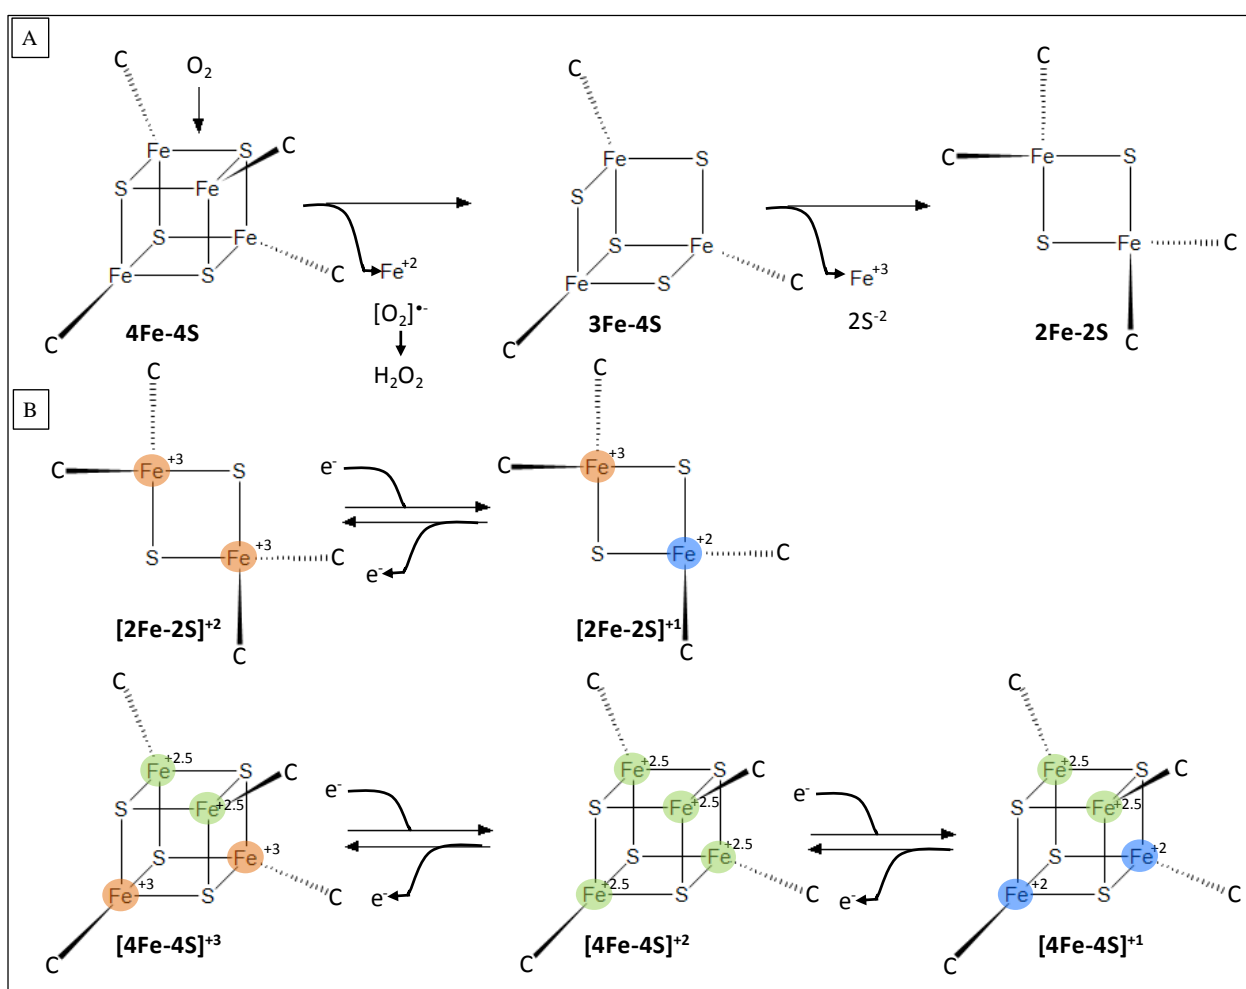 A
O₂
C
C
Fe
S
S
Fe
S
Fe
Fe
S
C
C
4Fe-4S
Fe⁺²
[O₂]•-
H₂O₂
C
Fe
S
S
S
Fe
Fe
S
C
C
3Fe-4S
Fe⁺³
2S⁻²
C
C
Fe
S
S
Fe
C
C
2Fe-2S
B
C
C
Fe⁺³
S
S
Fe⁺³
C
C
[2Fe-2S]⁺²
e⁻
e⁻
C
C
Fe⁺³
S
S
Fe⁺²
C
C
[2Fe-2S]⁺¹
C
Fe⁺²·⁵
S
C
S
Fe⁺²·⁵
S
Fe⁺³
Fe⁺³
S
C
C
[4Fe-4S]⁺³
e⁻
e⁻
C
Fe⁺²·⁵
S
C
S
Fe⁺²·⁵
S
Fe⁺²·⁵
Fe⁺²·⁵
S
C
C
[4Fe-4S]⁺²
e⁻
e⁻
C
Fe⁺²·⁵
S
C
S
Fe⁺²·⁵
S
Fe⁺²
Fe⁺²
S
C
C
[4Fe-4S]⁺¹